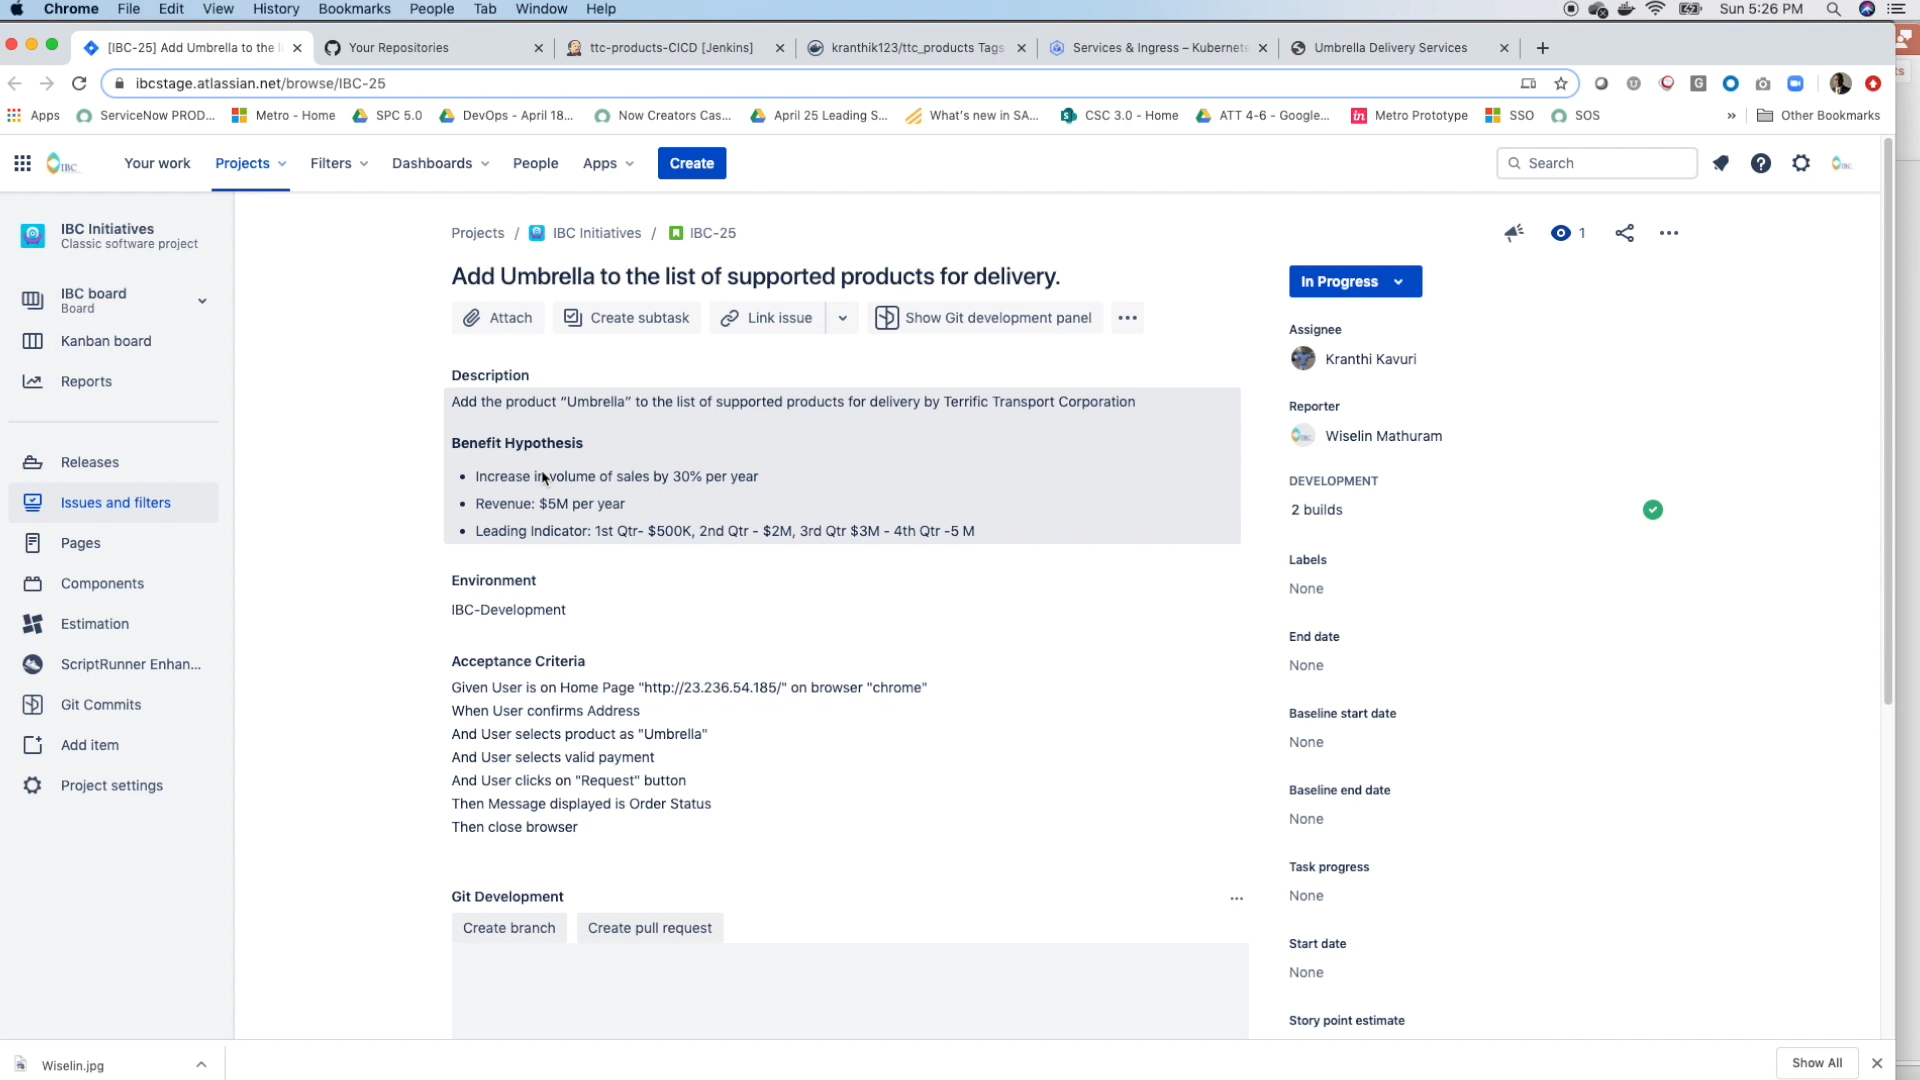 Chrome File Edit View History Bookmarks People Tab Window Help Sun 5:26 PM
[IBC-25] Add Umbrella to the li Your Repositories ttc-products-CICD [Jenkins] kranthik123/ttc_products Tags Services & Ingress – Kubernete Umbrella Delivery Services
ibcstage.atlassian.net/browse/IBC-25
Apps ServiceNow PROD... Metro - Home SPC 5.0 DevOps - April 18... Now Creators Cas... April 25 Leading S... What's new in SA... CSC 3.0 - Home ATT 4-6 - Google... Metro Prototype SSO SOS » Other Bookmarks
IBC Your work Projects Filters Dashboards People Apps Create Search
IBC Initiatives
Classic software project
IBC board
Board
Kanban board
Reports
Releases
Issues and filters
Pages
Components
Estimation
ScriptRunner Enhan...
Git Commits
Add item
Project settings
Projects / IBC Initiatives / IBC-25
1
Add Umbrella to the list of supported products for delivery.
Attach Create subtask Link issue Show Git development panel
Description
Add the product “Umbrella” to the list of supported products for delivery by Terrific Transport Corporation
Benefit Hypothesis
• Increase in volume of sales by 30% per year
• Revenue: $5M per year
• Leading Indicator: 1st Qtr- $500K, 2nd Qtr - $2M, 3rd Qtr $3M - 4th Qtr -5 M
Environment
IBC-Development
Acceptance Criteria
Given User is on Home Page "http://23.236.54.185/" on browser "chrome"
When User confirms Address
And User selects product as "Umbrella"
And User selects valid payment
And User clicks on "Request" button
Then Message displayed is Order Status
Then close browser
Git Development
Create branch Create pull request
In Progress
Assignee
Kranthi Kavuri
Reporter
Wiselin Mathuram
DEVELOPMENT
2 builds
Labels
None
End date
None
Baseline start date
None
Baseline end date
None
Task progress
None
Start date
None
Story point estimate
Wiselin.jpg
Show All